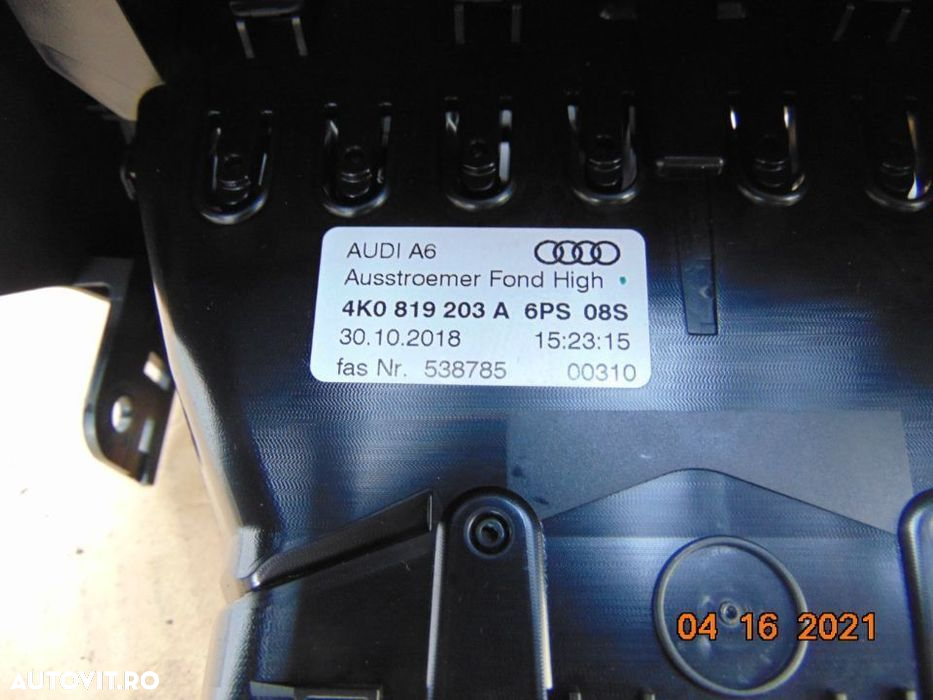 AUDI A6
Ausstroemer Fond High
4K0 819 203 A 6PS 08S
30.10.2018 15:23:15
fas Nr. 538785 00310
04 16 2021
AUTOVIT.RO